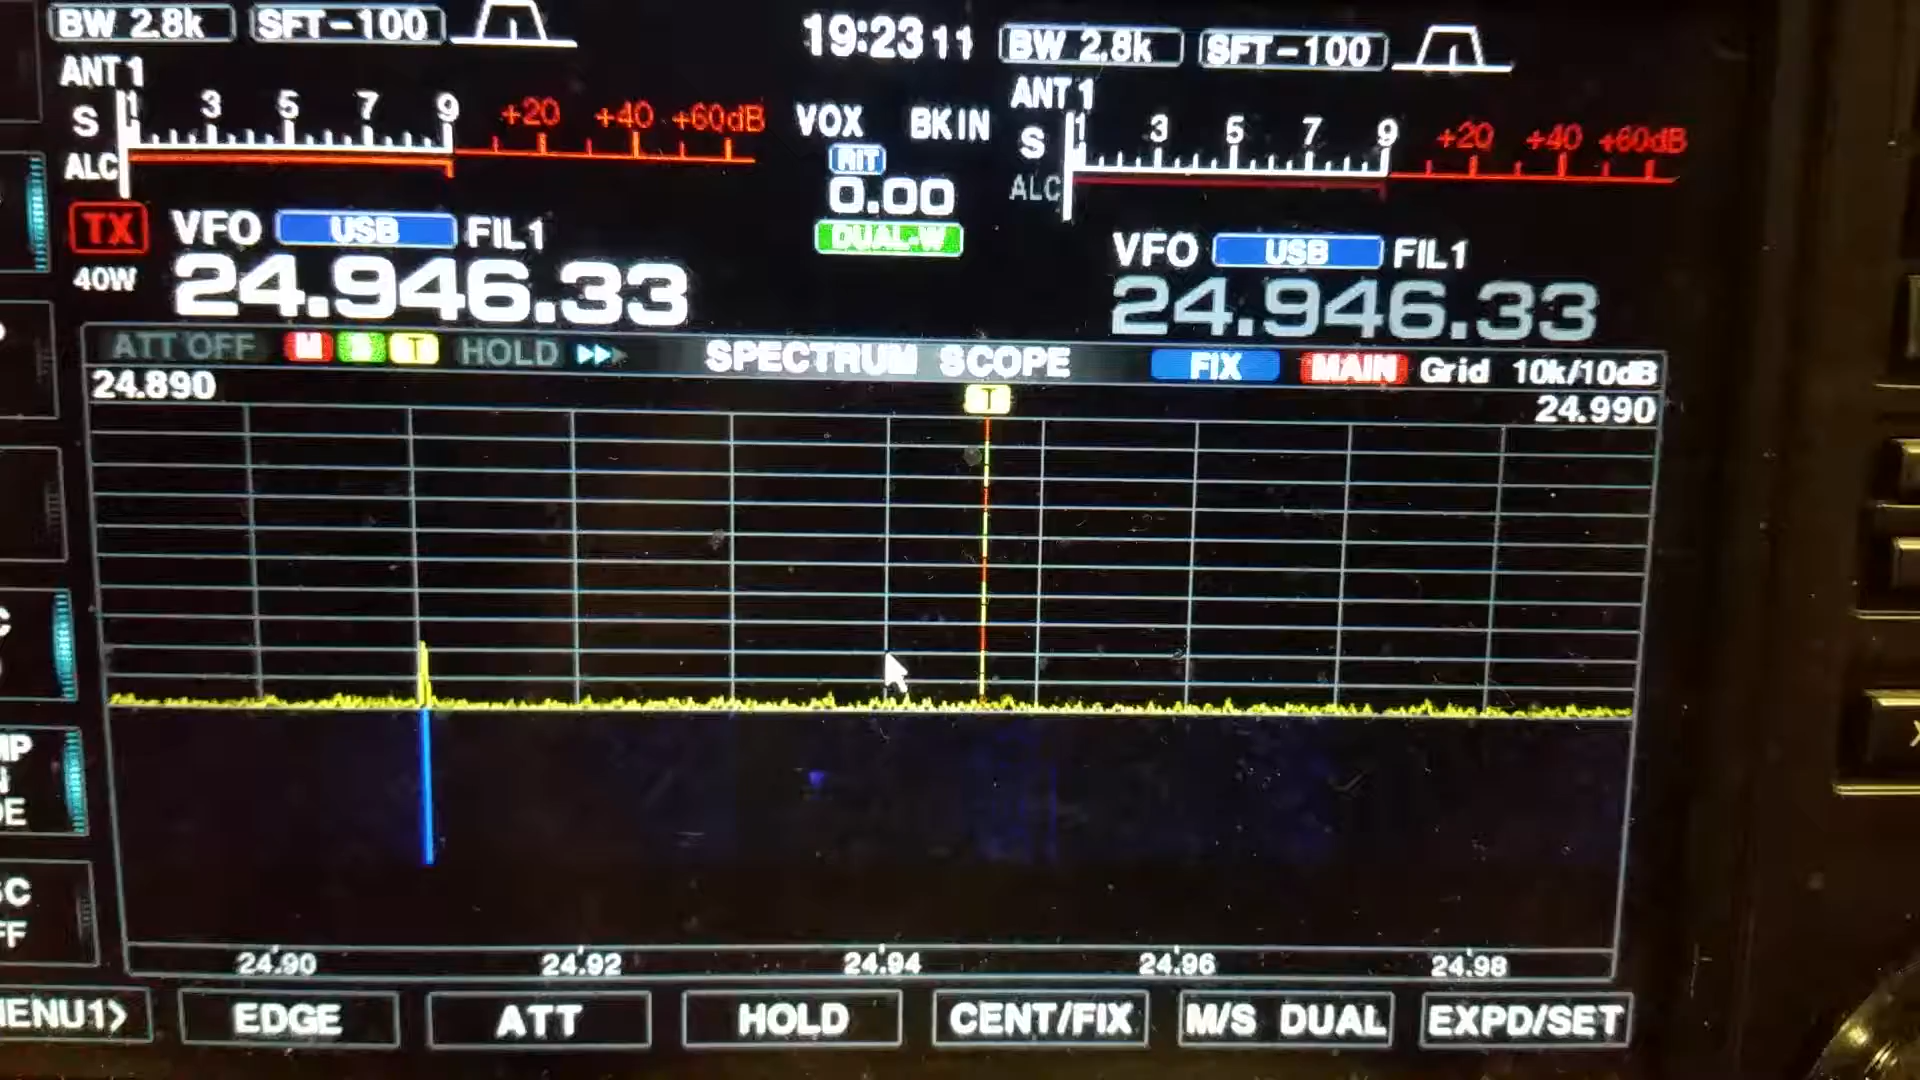 BW 2.8k SFT-100 19:23 11 BW 2.8k SFT-100
ANT1 ANT1
S 1 3 5 7 9 +20 +40 +60dB VOX BKIN S 1 3 5 7 9 +20 +40 +60dB
ALC RIT ALC
0.00
TX VFO USB FIL1 DUAL-W VFO USB FIL1
40W 24.946.33 24.946.33
ATT OFF M S T HOLD SPECTRUM SCOPE FIX MAIN Grid 10k/10dB
24.890 T 24.990
24.90 24.92 24.94 24.96 24.98
MENU1> EDGE ATT HOLD CENT/FIX M/S DUAL EXPD/SET